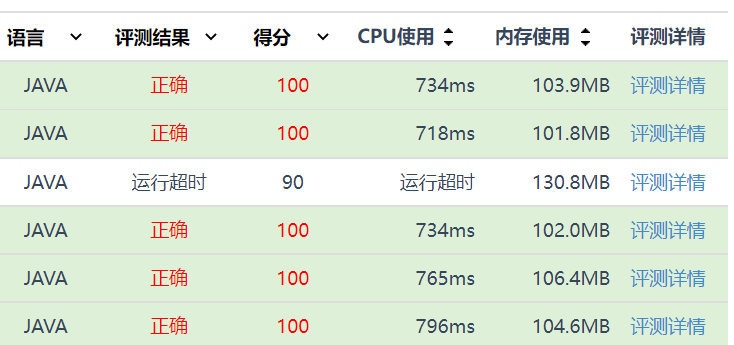 语言 评测结果 得分 CPU使用 内存使用 评测详情
JAVA 正确 100 734ms 103.9MB 评测详情
JAVA 正确 100 718ms 101.8MB 评测详情
JAVA 运行超时 90 运行超时 130.8MB 评测详情
JAVA 正确 100 734ms 102.0MB 评测详情
JAVA 正确 100 765ms 106.4MB 评测详情
JAVA 正确 100 796ms 104.6MB 评测详情